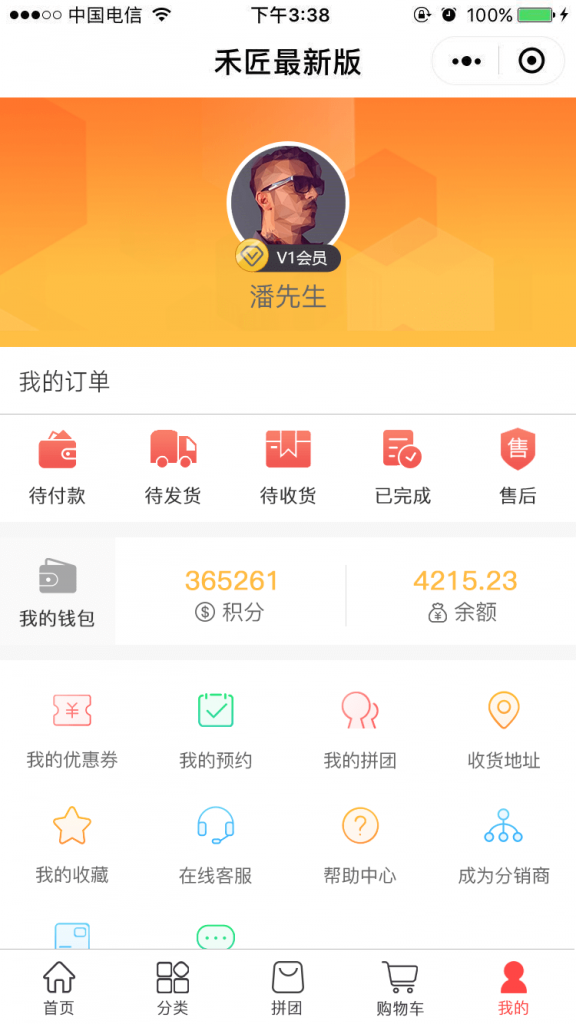 中国电信 下午3:38 100%
禾匠最新版
V1会员
潘先生
我的订单
待付款 待发货 待收货 已完成 售 售后
我的钱包 365261 积分 4215.23 余额
我的优惠券 我的预约 我的拼团 收货地址
我的收藏 在线客服 帮助中心 成为分销商
首页 分类 拼团 购物车 我的